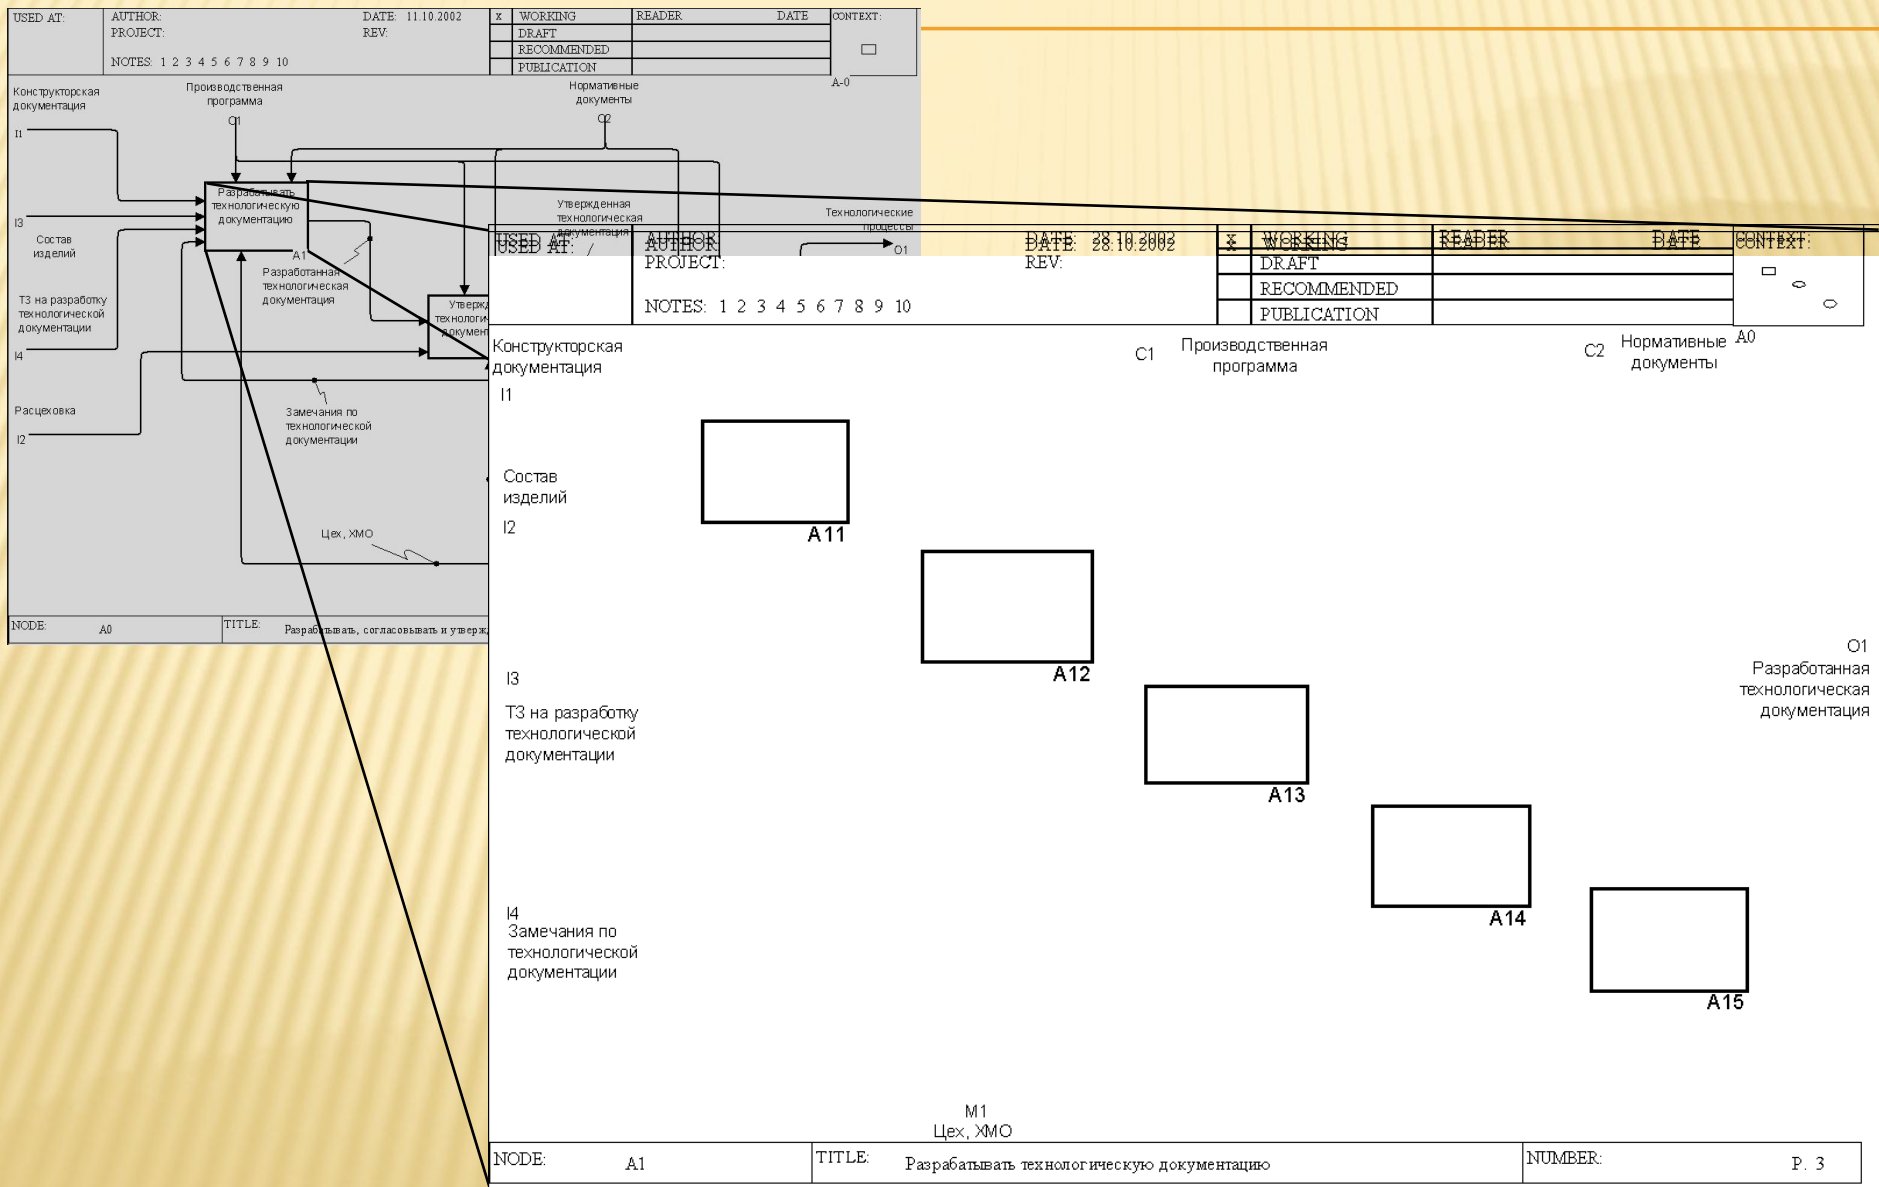 USED AT:
AUTHOR:
DATE: 11.10.2002
x
WORKING
READER
DATE
CONTEXT:
PROJECT:
REV:
DRAFT
RECOMMENDED
NOTES: 1 2 3 4 5 6 7 8 9 10
PUBLICATION
A-0
Конструкторская
документация
I1
Производственная
программа
C1
Нормативные
документы
C2
Разрабатывать
технологическую
документацию
A1
I3
Состав
изделий
Утвержденная
технологическая
документация
Технологические
процессы
O1
Разработанная
технологическая
документация
ТЗ на разработку
технологической
документации
I4
Расцеховка
I2
Замечания по
технологической
документации
Цех, ХМО
NODE:
A0
TITLE:
Разрабатывать, согласовывать и
USED AT:
AUTHOR:
DATE: 28.10.2002
x
WORKING
READER
DATE
CONTEXT:
PROJECT:
REV:
DRAFT
RECOMMENDED
NOTES: 1 2 3 4 5 6 7 8 9 10
PUBLICATION
A0
Конструкторская
документация
I1
C1
Производственная
программа
C2
Нормативные
документы
Состав
изделий
I2
A11
A12
I3
ТЗ на разработку
технологической
документации
A13
O1
Разработанная
технологическая
документация
A14
I4
Замечания по
технологической
документации
A15
M1
Цех, ХМО
NODE:
A1
TITLE:
Разрабатывать технологическую документацию
NUMBER:
P. 3